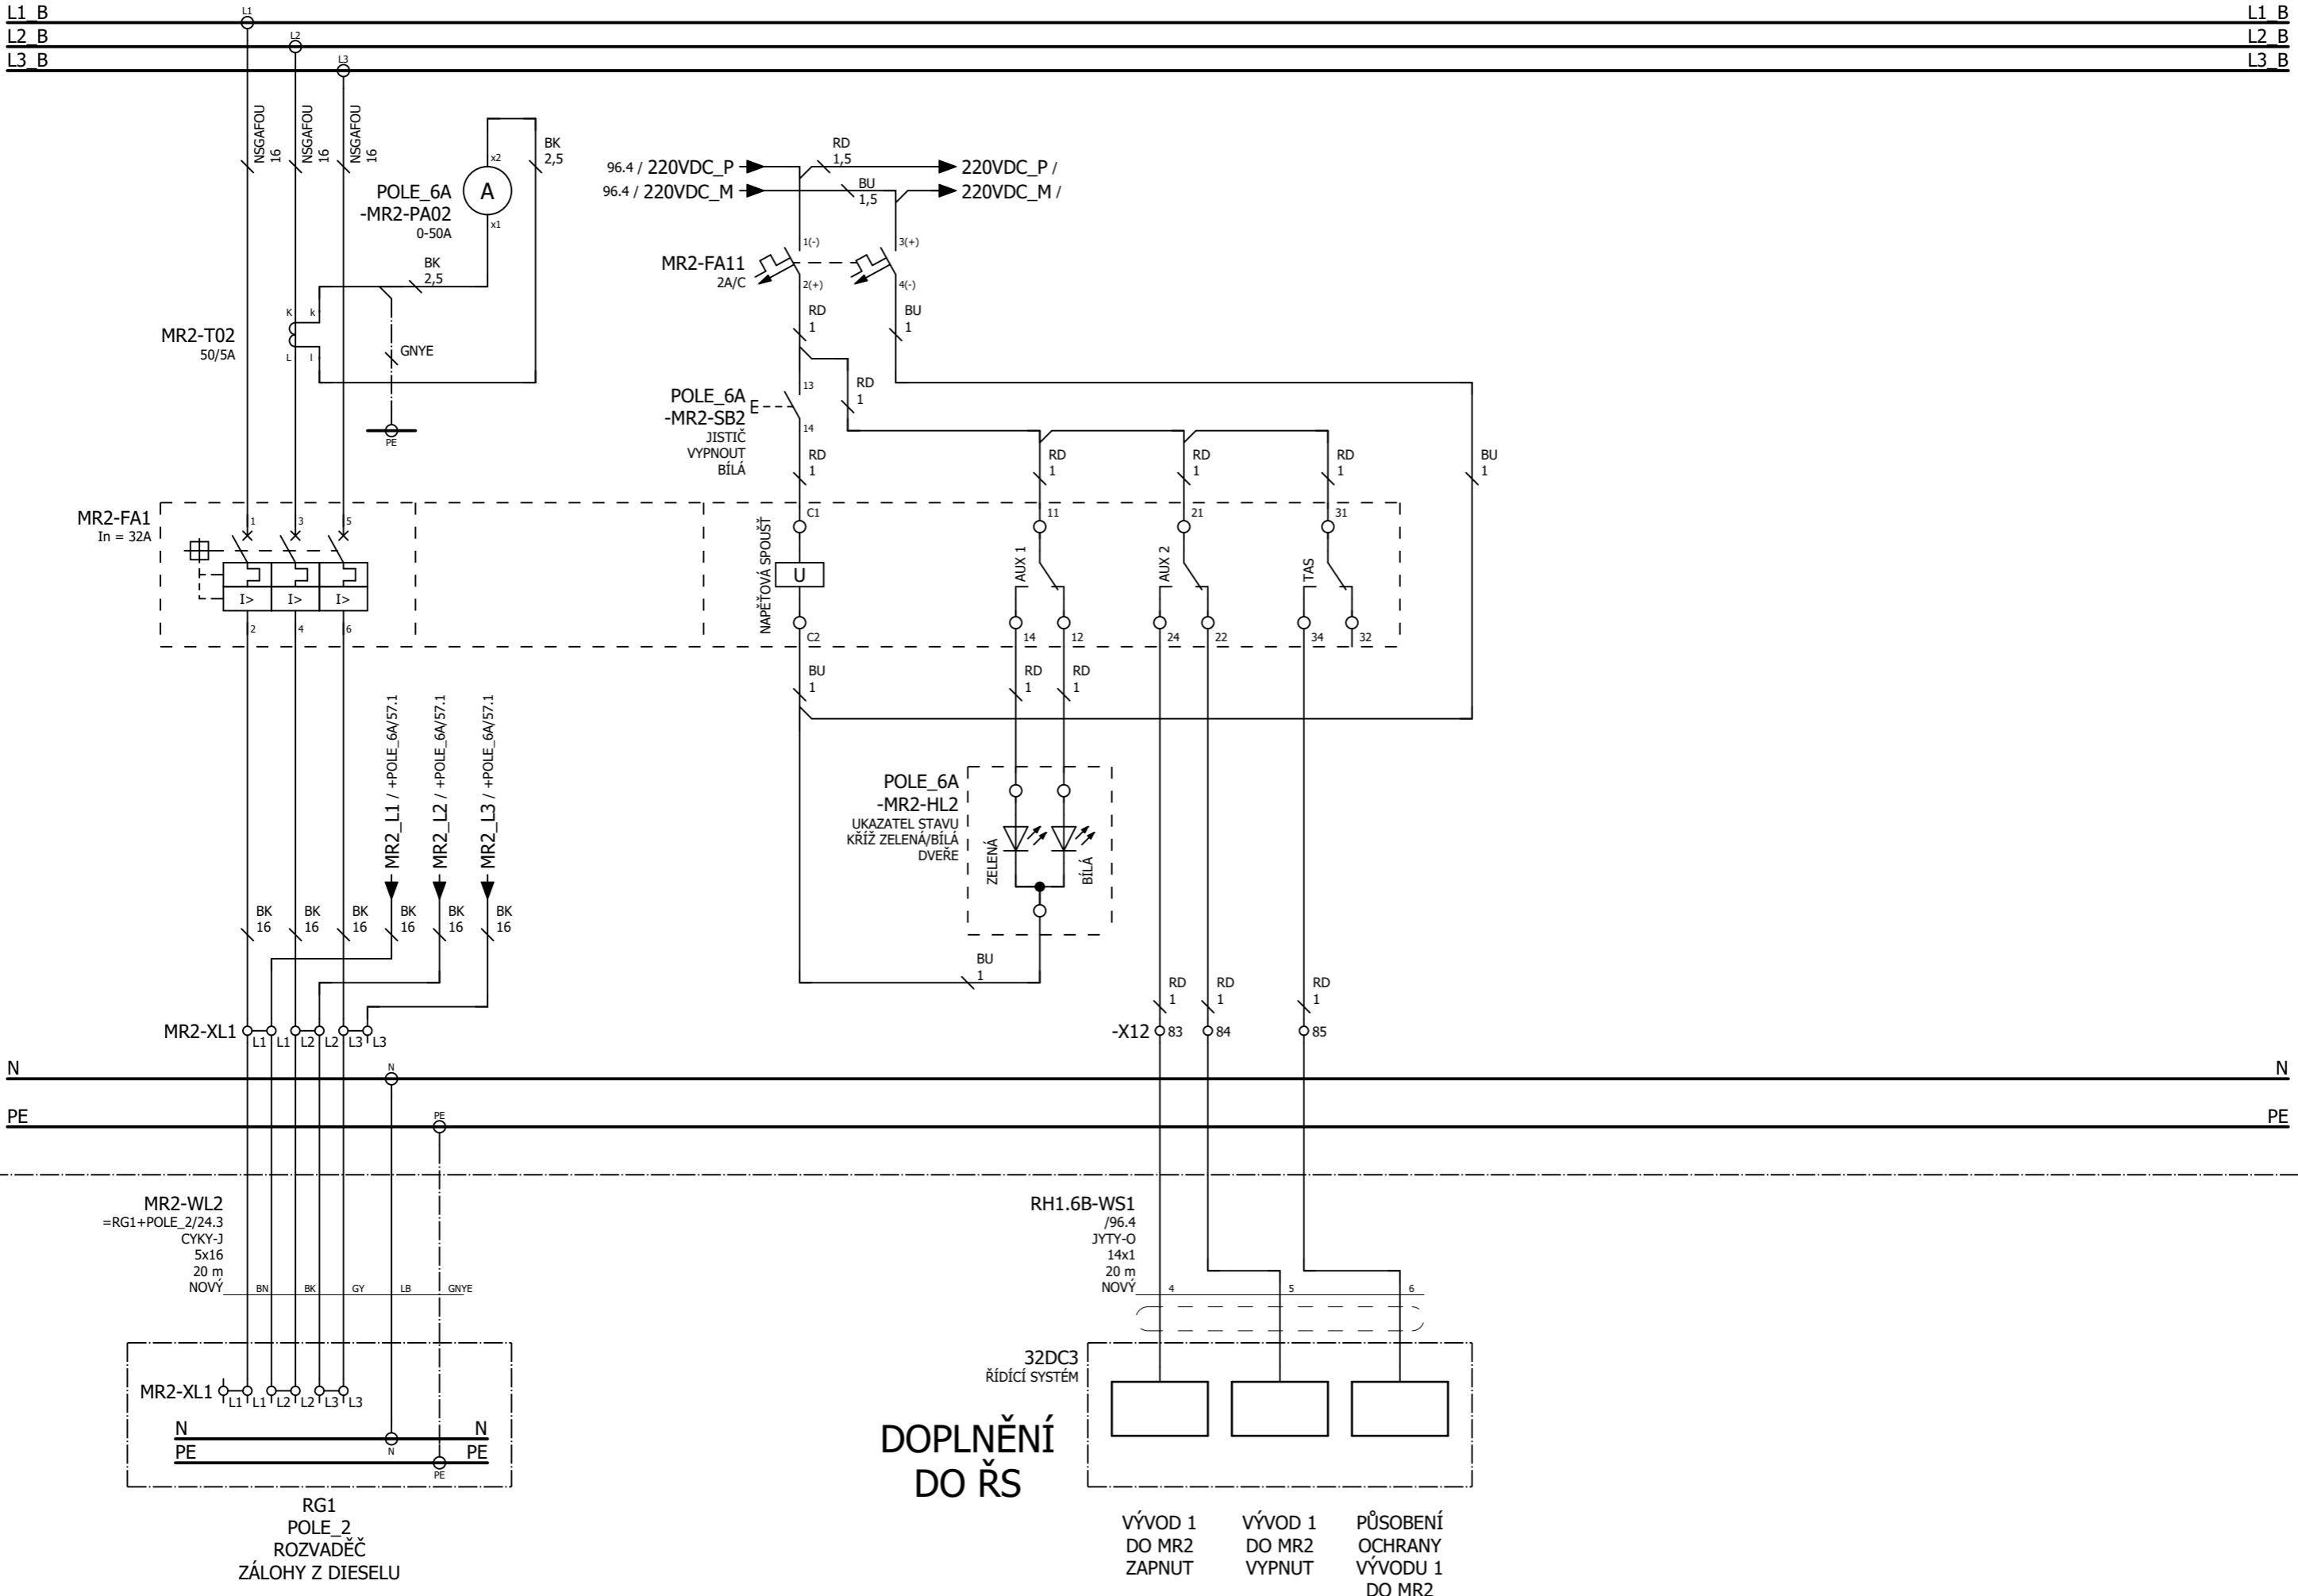 L1_B
L1_B
L2_B
L2_B
L3_B
L3_B
L1
L2
L3
NSGAFOU
16
NSGAFOU
16
NSGAFOU
16
POLE_6A
-MR2-PA02
0-50A
A
x2
x1
BK
2,5
BK
2,5
MR2-T02
50/5A
K
k
L
l
GNYE
PE
96.4 / 220VDC_P
RD
1,5
220VDC_P /
96.4 / 220VDC_M
BU
1,5
220VDC_M /
MR2-FA11
2A/C
1(-)
2(+)
3(+)
4(-)
RD
1
BU
1
POLE_6A
-MR2-SB2
JISTIČ
VYPNOUT
BÍLÁ
E
13
14
RD
1
RD
1
RD
1
RD
1
RD
1
BU
1
MR2-FA1
In = 32A
1
3
5
I>
I>
I>
2
4
6
NAPĚŤOVÁ SPOUŠŤ
C1
U
C2
AUX 1
11
14
12
AUX 2
21
24
22
TAS
31
34
32
BU
1
RD
1
RD
1
MR2_L1 / +POLE_6A/57.1
MR2_L2 / +POLE_6A/57.1
MR2_L3 / +POLE_6A/57.1
POLE_6A
-MR2-HL2
UKAZATEL STAVU
KŘÍŽ ZELENÁ/BÍLÁ
DVEŘE
ZELENÁ
BÍLÁ
BK
16
BK
16
BK
16
BK
16
BK
16
BK
16
BU
1
RD
1
RD
1
RD
1
MR2-XL1
L1
L1
L2
L2
L3
L3
-X12
83
84
85
N
N
N
PE
PE
PE
MR2-WL2
=RG1+POLE_2/24.3
CYKY-J
5x16
20 m
NOVÝ
BN
BK
GY
LB
GNYE
RH1.6B-WS1
/96.4
JYTY-O
14x1
20 m
NOVÝ
4
5
6
MR2-XL1
L1
L1
L2
L2
L3
L3
N
N
N
PE
PE
PE
RG1
POLE_2
ROZVADĚČ
ZÁLOHY Z DIESELU
32DC3
ŘÍDÍCÍ SYSTÉM
DOPLNĚNÍ
DO ŘS
VÝVOD 1
DO MR2
ZAPNUT
VÝVOD 1
DO MR2
VYPNUT
PŮSOBENÍ
OCHRANY
VÝVODU 1
DO MR2